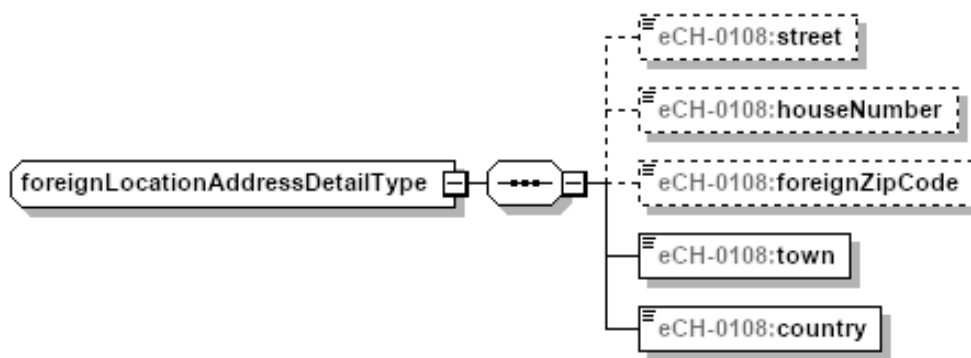 eCH-0108:street
eCH-0108:houseNumber
foreignLocationAddressDetailType
eCH-0108:foreignZipCode
eCH-0108:town
eCH-0108:country